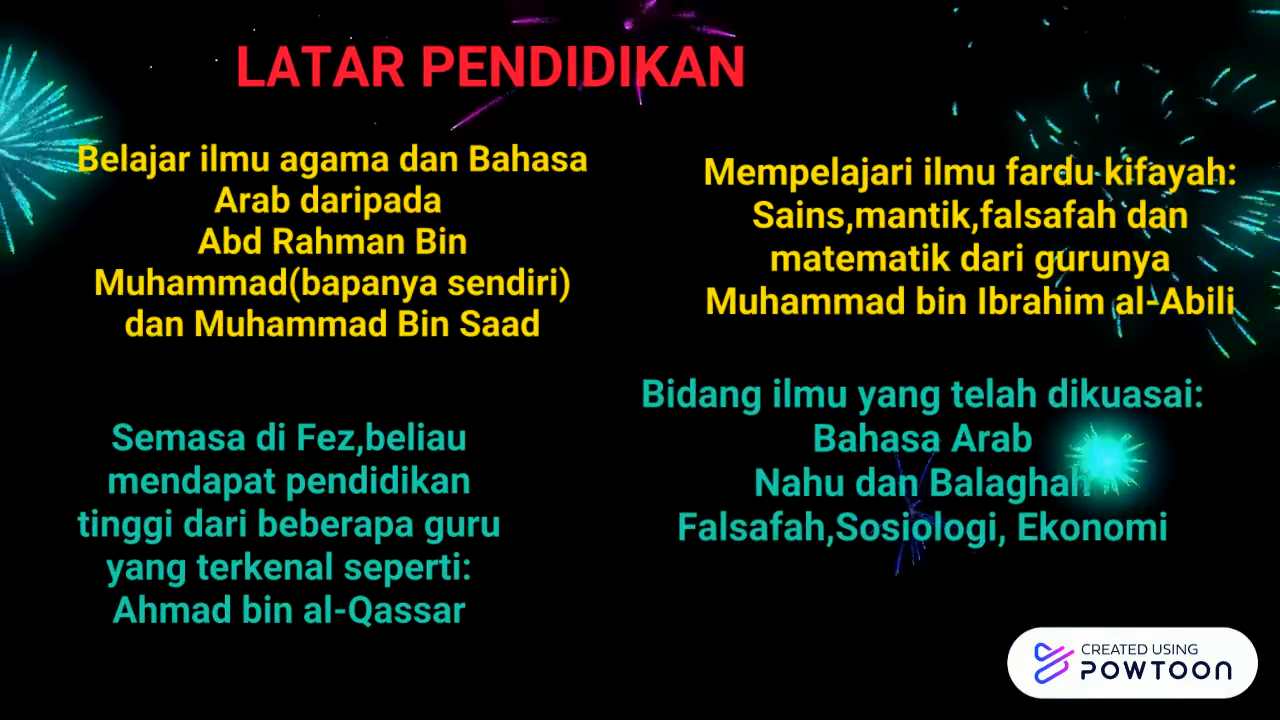 LATAR PENDIDIKAN
Belajar ilmu agama dan Bahasa
Arab daripada
Abd Rahman Bin
Muhammad(bapanya sendiri)
dan Muhammad Bin Saad
Mempelajari ilmu fardu kifayah:
Sains,mantik,falsafah dan
matematik dari gurunya
Muhammad bin Ibrahim al-Abili
Semasa di Fez,beliau
mendapat pendidikan
tinggi dari beberapa guru
yang terkenal seperti:
Ahmad bin al-Qassar
Bidang ilmu yang telah dikuasai:
Bahasa Arab
Nahu dan Balaghah
Falsafah,Sosiologi, Ekonomi
CREATED USING
POWTOON